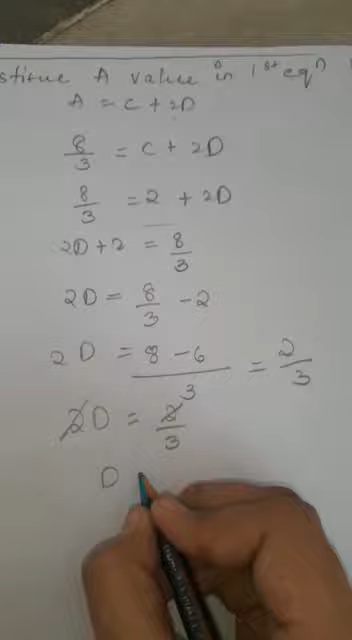 A value in 1st eqn
A = C + 2D
8/3 = C + 2D
8/3 = 2 + 2D
2D + 2 = 8/3
2D = 8/3 - 2
2D = 8 - 6 / 3 = 2/3
2D = 2/3
D